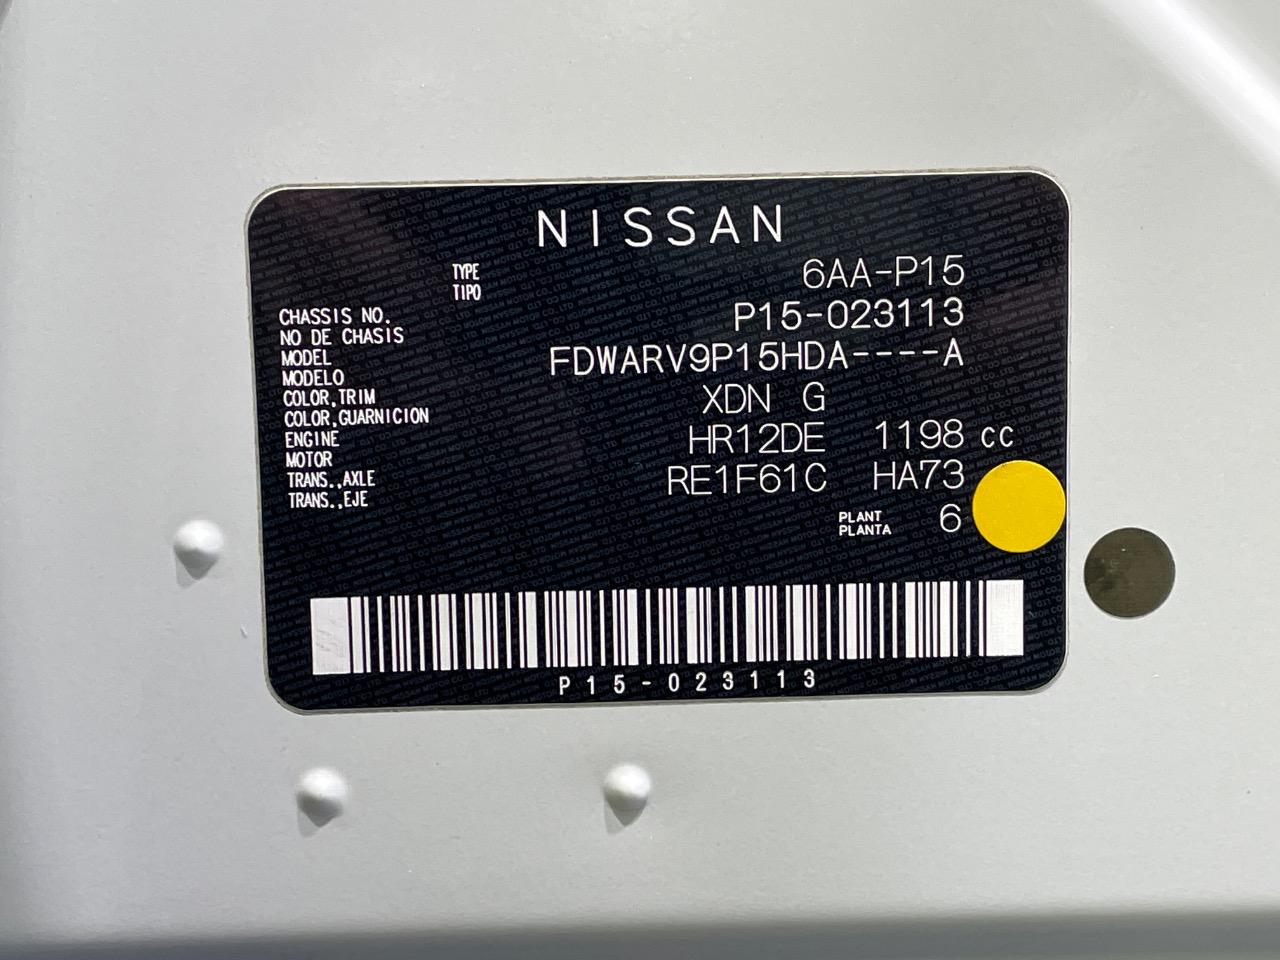 NISSAN
TYPE
TIPO
6AA-P15
CHASSIS NO.
NO DE CHASIS
P15-023113
MODEL
MODELO
FDWARV9P15HDA----A
COLOR,TRIM
COLOR,GUARNICION
XDN G
ENGINE
MOTOR
HR12DE 1198 cc
TRANS.,AXLE
TRANS.,EJE
RE1F61C HA73
PLANT
PLANTA
6
P15-023113